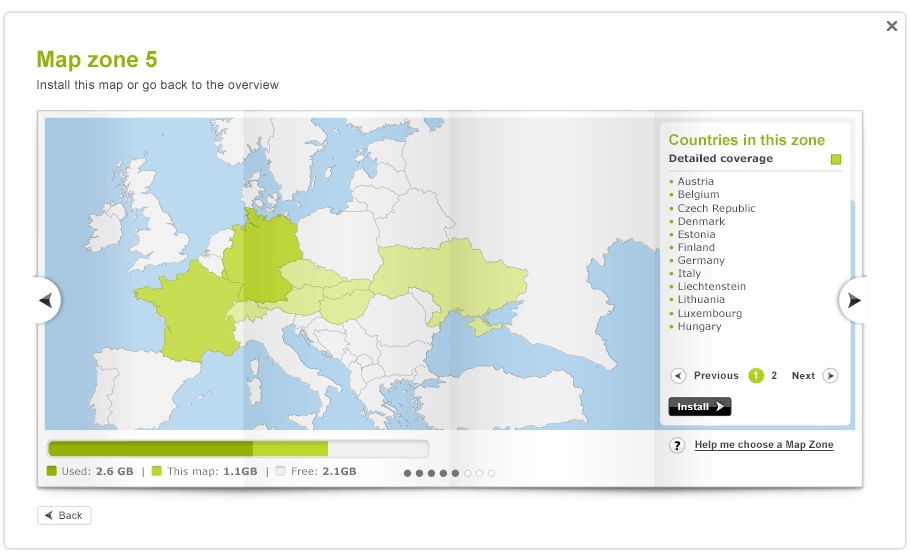 Map zone 5
Install this map or go back to the overview
Countries in this zone
Detailed coverage
Austria
Belgium
Czech Republic
Denmark
Estonia
Finland
Germany
Italy
Liechtenstein
Lithuania
Luxembourg
Hungary
Previous 1 2 Next
Install
? Help me choose a Map Zone
Used: 2.6 GB | This map: 1.1GB | Free: 2.1GB
Back